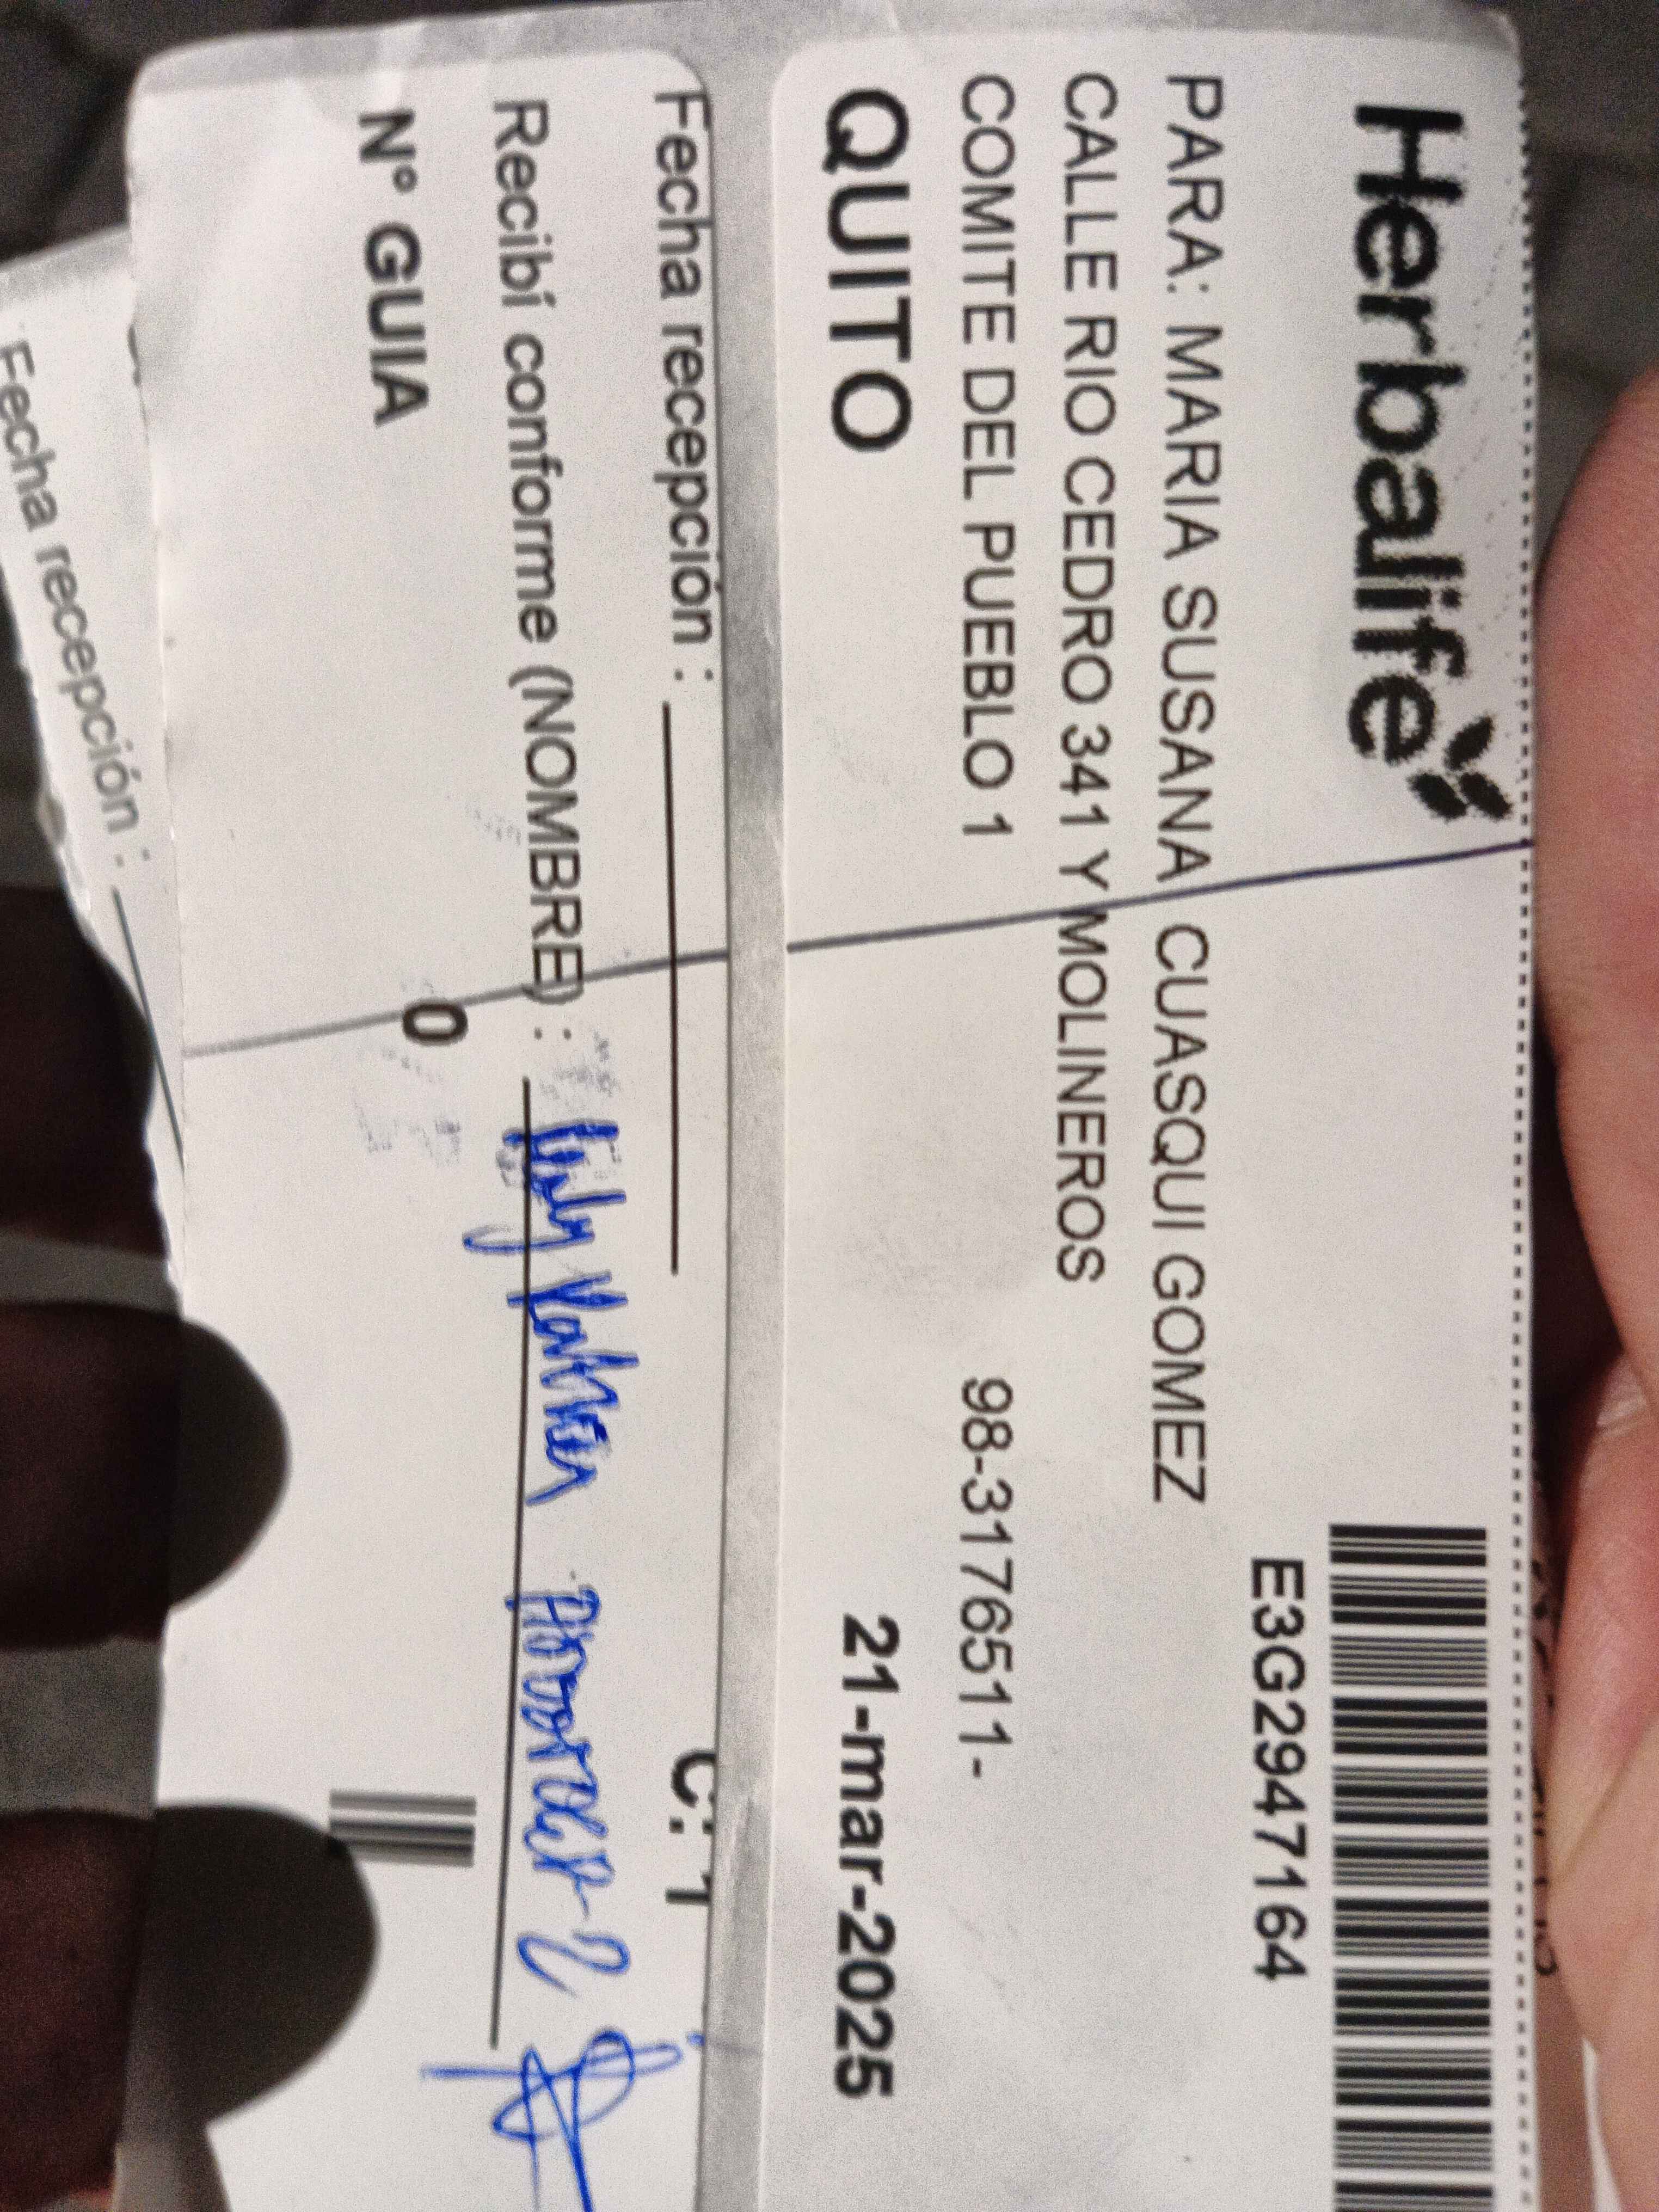 Herbalife
E3G2947164
PARA: MARIA SUSANA CUASQUI GOMEZ
CALLE RIO CEDRO 341 Y MOLINEROS
COMITE DEL PUEBLO 1 98-3176511-
QUITO 21-mar-2025
C: 1
Fecha recepción :
Recibí conforme (NOMBRE) :
N° GUIA 0
Fecha recepción :